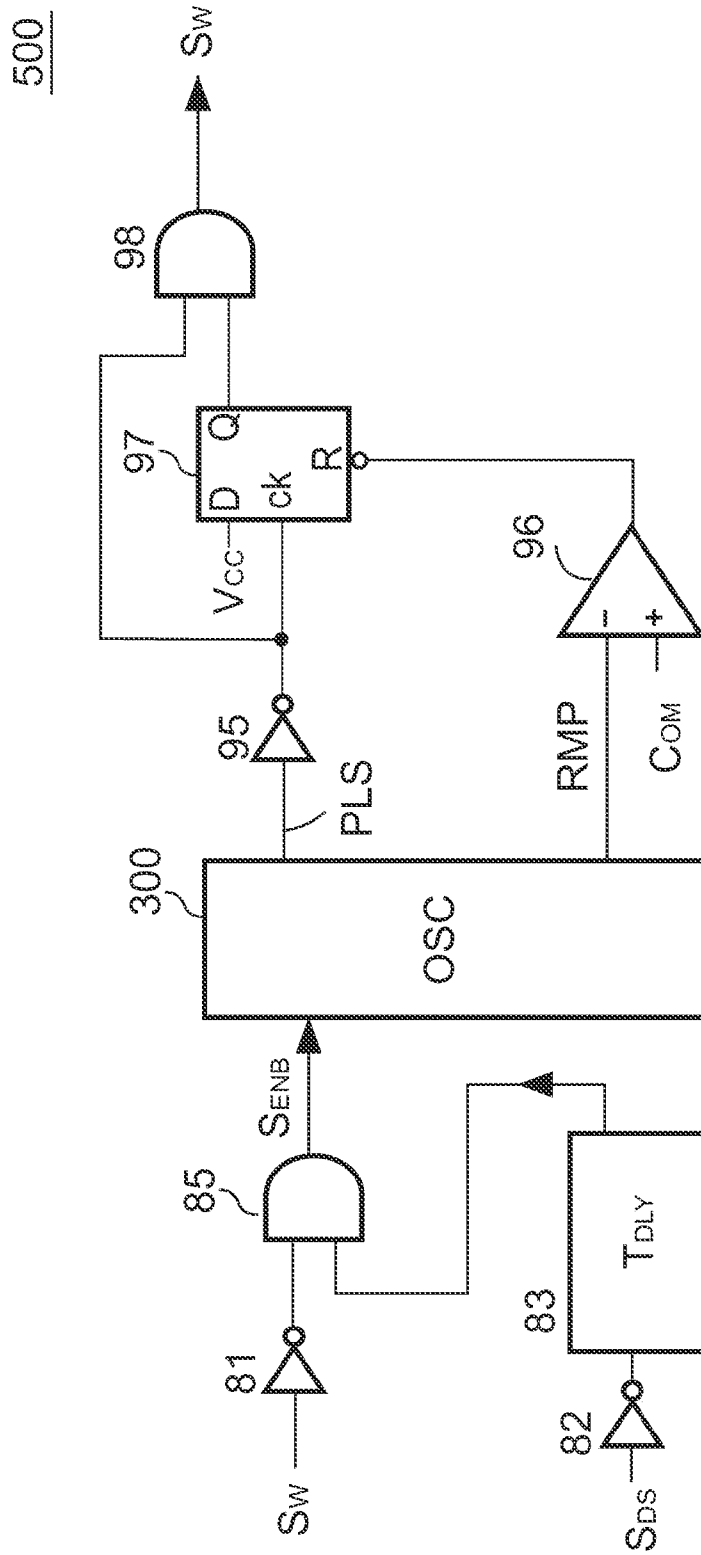 500
SW
81
82
SDS
83
TDLY
85
SENB
300
OSC
PLS
RMP
95
COM
96
-
+
VCC
97
D
Q
ck
R
98
SW